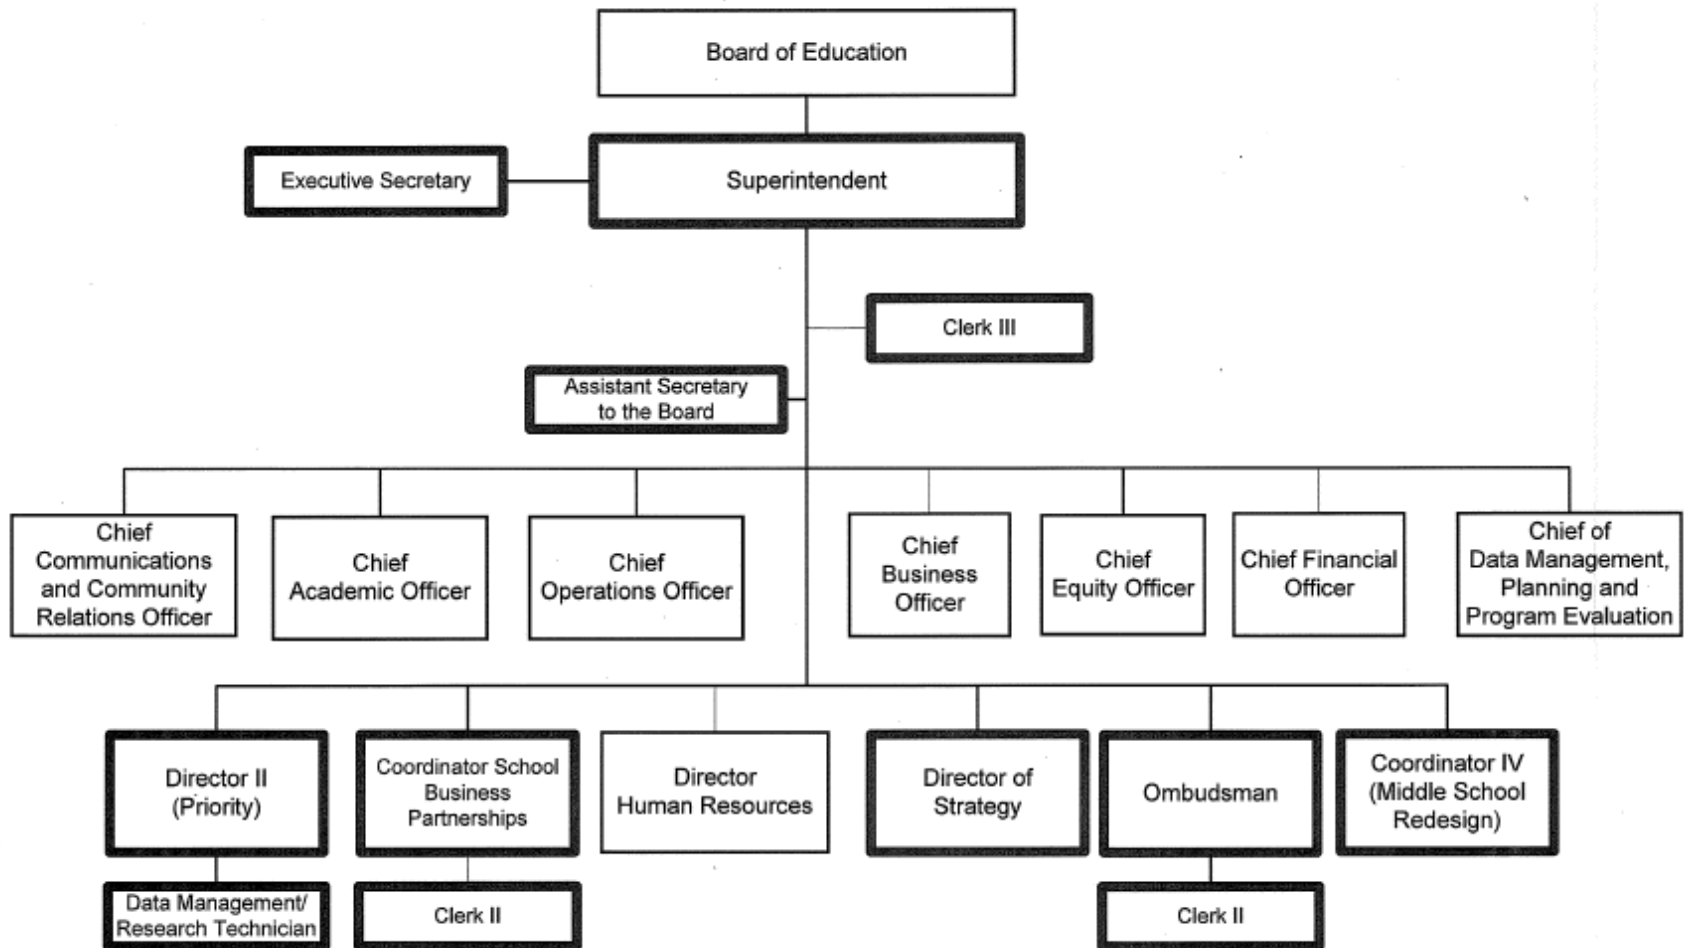 Board of Education
Executive Secretary
Superintendent
Clerk III
Assistant Secretary
to the Board
Chief
Communications
and Community
Relations Officer
Chief
Academic Officer
Chief
Operations Officer
Chief
Business
Officer
Chief
Equity Officer
Chief Financial
Officer
Chief of
Data Management,
Planning and
Program Evaluation
Director II
(Priority)
Coordinator School
Business
Partnerships
Director
Human Resources
Director of
Strategy
Ombudsman
Coordinator IV
(Middle School
Redesign)
Data Management/
Research Technician
Clerk II
Clerk II